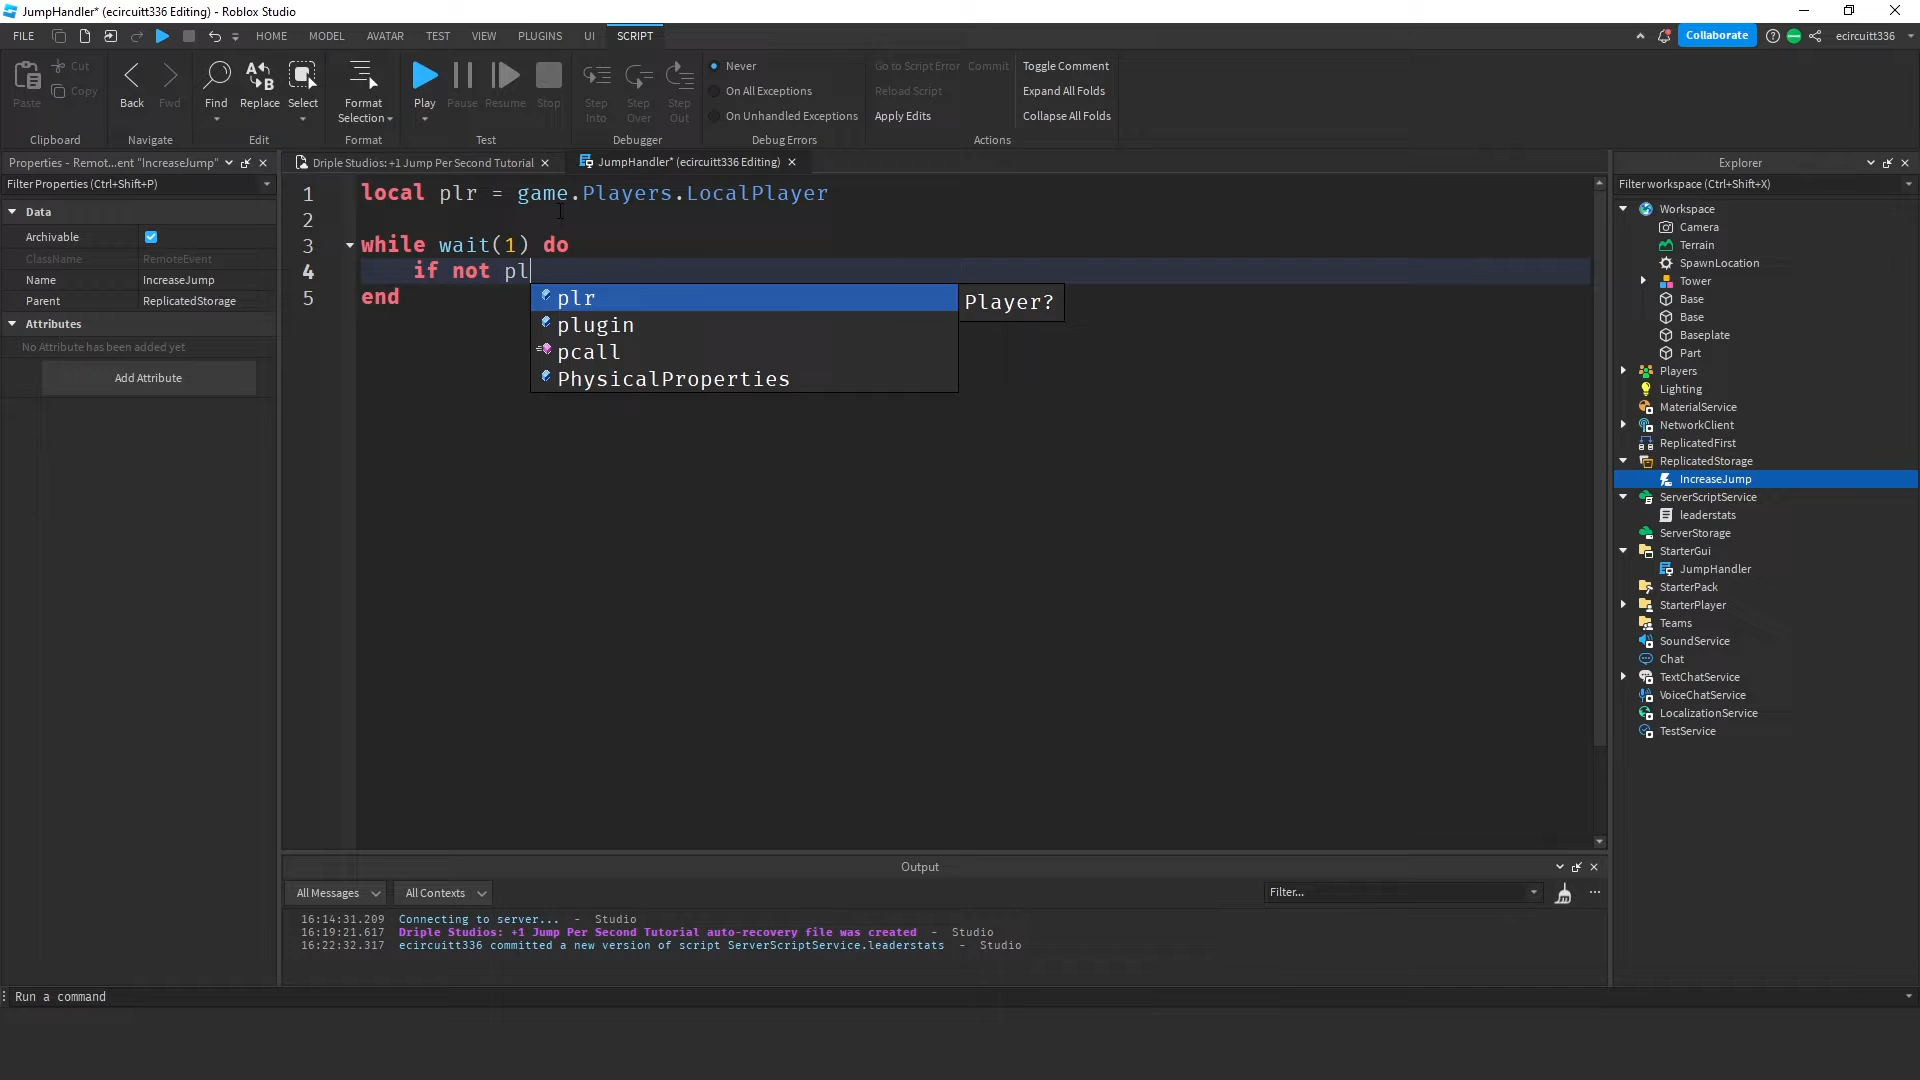 JumpHandler* (ecircuitt336 Editing) - Roblox Studio
FILE HOME MODEL AVATAR TEST VIEW PLUGINS UI SCRIPT Collaborate ecircuitt336
Paste Cut Copy
Clipboard
Back Fwd
Navigate
Find Replace Select
Edit
Format Selection
Format
Play Pause Resume Stop
Test
Step Into Step Over Step Out
Debugger
Never
On All Exceptions
On Unhandled Exceptions
Debug Errors
Go to Script Error Commit
Reload Script
Apply Edits
Toggle Comment
Expand All Folds
Collapse All Folds
Actions
Properties - Remot...ent "IncreaseJump"
Filter Properties (Ctrl+Shift+P)
Data
Archivable
ClassName RemoteEvent
Name IncreaseJump
Parent ReplicatedStorage
Attributes
No Attribute has been added yet
Add Attribute
Driple Studios: +1 Jump Per Second Tutorial
JumpHandler* (ecircuitt336 Editing)
1 local plr = game.Players.LocalPlayer
2
3 while wait(1) do
4 if not pl
5 end
plr
plugin
pcall
PhysicalProperties
Player?
Explorer
Filter workspace (Ctrl+Shift+X)
Workspace
Camera
Terrain
SpawnLocation
Tower
Base
Base
Baseplate
Part
Players
Lighting
MaterialService
NetworkClient
ReplicatedFirst
ReplicatedStorage
IncreaseJump
ServerScriptService
leaderstats
ServerStorage
StarterGui
JumpHandler
StarterPack
StarterPlayer
Teams
SoundService
Chat
TextChatService
VoiceChatService
LocalizationService
TestService
Output
All Messages All Contexts Filter...
16:14:31.209 Connecting to server... - Studio
16:19:21.617 Driple Studios: +1 Jump Per Second Tutorial auto-recovery file was created - Studio
16:22:32.317 ecircuitt336 committed a new version of script ServerScriptService.leaderstats - Studio
Run a command